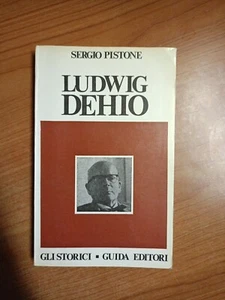 SERGIO PISTONE
LUDWIG
DEHIO
GLI STORICI ▪ GUIDA EDITORI